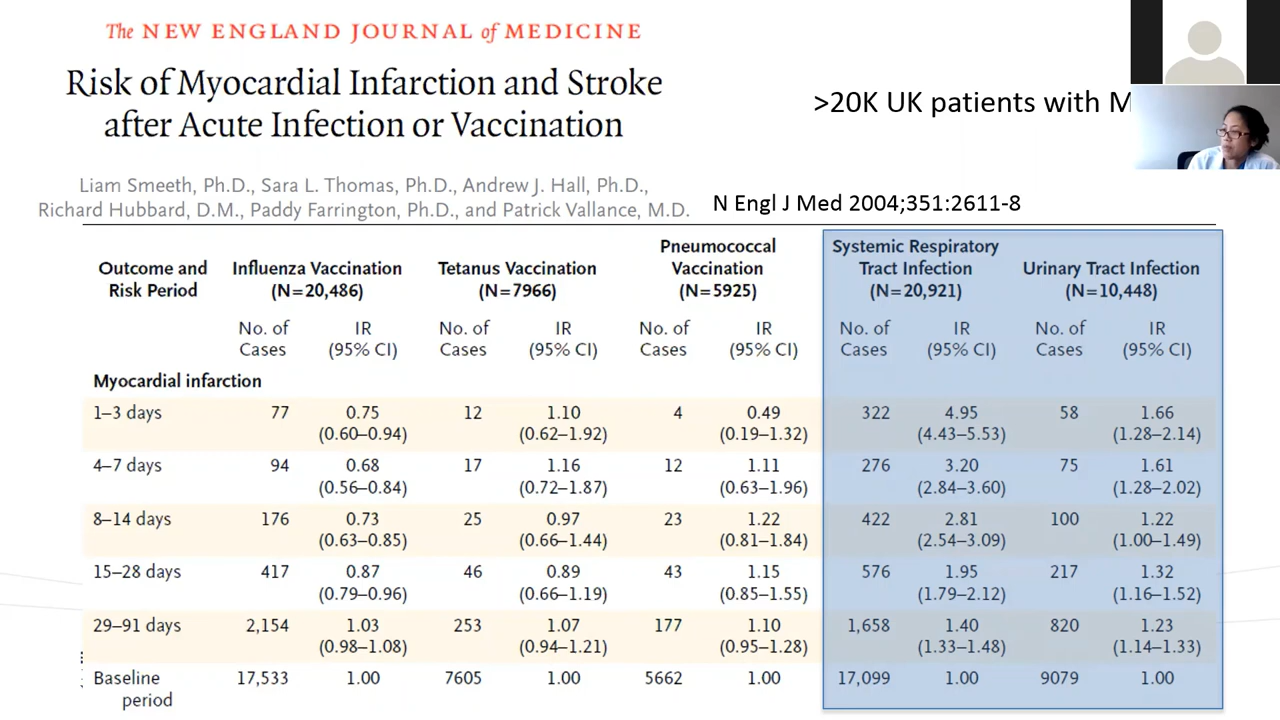 The NEW ENGLAND JOURNAL of MEDICINE
Risk of Myocardial Infarction and Stroke
after Acute Infection or Vaccination
>20K UK patients with M
Liam Smeeth, Ph.D., Sara L. Thomas, Ph.D., Andrew J. Hall, Ph.D.,
Richard Hubbard, D.M., Paddy Farrington, Ph.D., and Patrick Vallance, M.D.
N Engl J Med 2004;351:2611-8
Outcome and Risk Period Influenza Vaccination (N=20,486) Tetanus Vaccination (N=7966) Pneumococcal Vaccination (N=5925) Systemic Respiratory Tract Infection (N=20,921) Urinary Tract Infection (N=10,448)
No. of Cases IR (95% CI) No. of Cases IR (95% CI) No. of Cases IR (95% CI) No. of Cases IR (95% CI) No. of Cases IR (95% CI)
Myocardial infarction
1–3 days 77 0.75 12 1.10 4 0.49 322 4.95 58 1.66
(0.60–0.94) (0.62–1.92) (0.19–1.32) (4.43–5.53) (1.28–2.14)
4–7 days 94 0.68 17 1.16 12 1.11 276 3.20 75 1.61
(0.56–0.84) (0.72–1.87) (0.63–1.96) (2.84–3.60) (1.28–2.02)
8–14 days 176 0.73 25 0.97 23 1.22 422 2.81 100 1.22
(0.63–0.85) (0.66–1.44) (0.81–1.84) (2.54–3.09) (1.00–1.49)
15–28 days 417 0.87 46 0.89 43 1.15 576 1.95 217 1.32
(0.79–0.96) (0.66–1.19) (0.85–1.55) (1.79–2.12) (1.16–1.52)
29–91 days 2,154 1.03 253 1.07 177 1.10 1,658 1.40 820 1.23
(0.98–1.08) (0.94–1.21) (0.95–1.28) (1.33–1.48) (1.14–1.33)
Baseline 17,533 1.00 7605 1.00 5662 1.00 17,099 1.00 9079 1.00
period